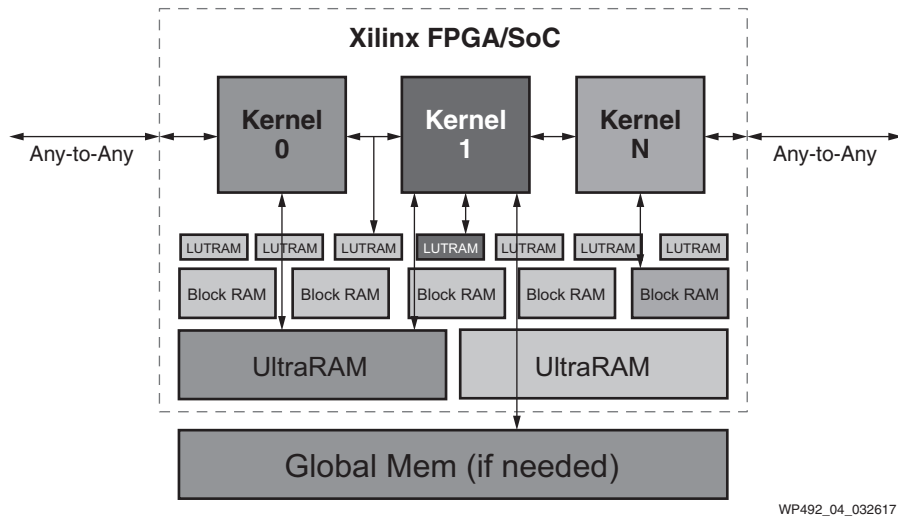 Xilinx FPGA/SoC
Kernel
0
Kernel
1
Kernel
N
Any-to-Any
Any-to-Any
LUTRAM LUTRAM LUTRAM LUTRAM LUTRAM LUTRAM LUTRAM
Block RAM Block RAM Block RAM Block RAM Block RAM
UltraRAM UltraRAM
Global Mem (if needed)
WP492_04_032617